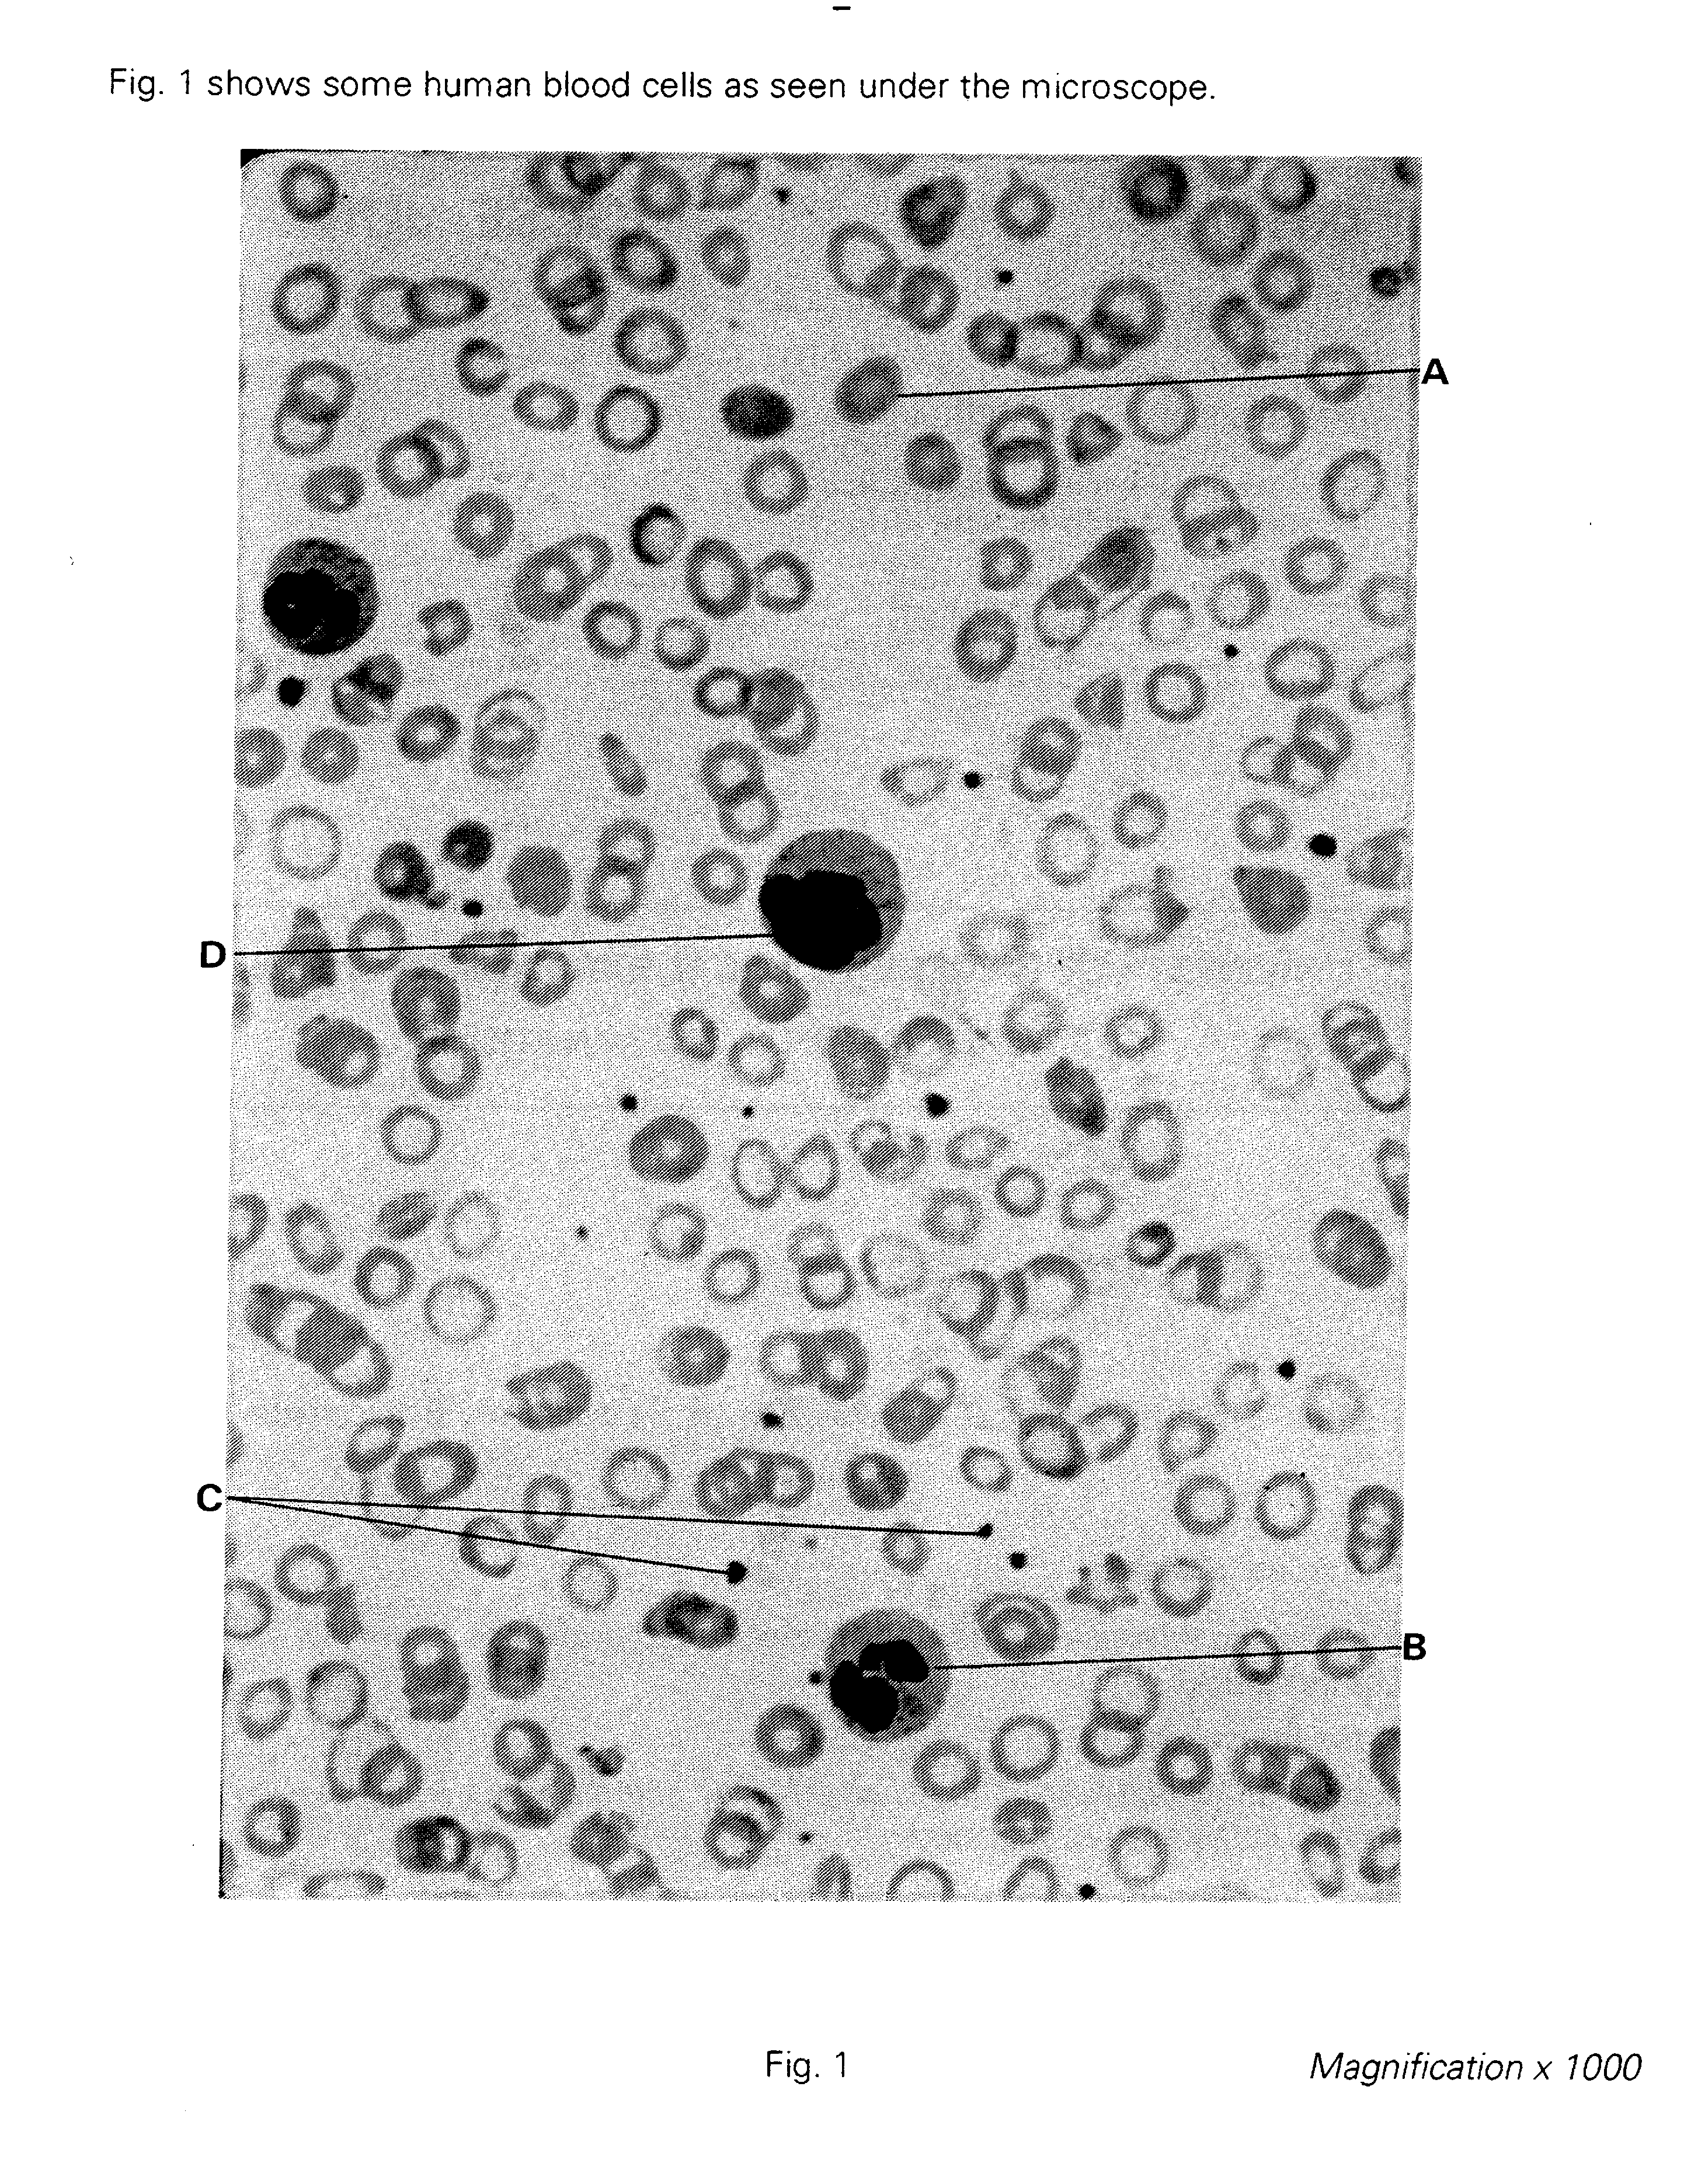 Fig. 1 shows some human blood cells as seen under the microscope.
A
D
C
B
Fig. 1
Magnification x 1000